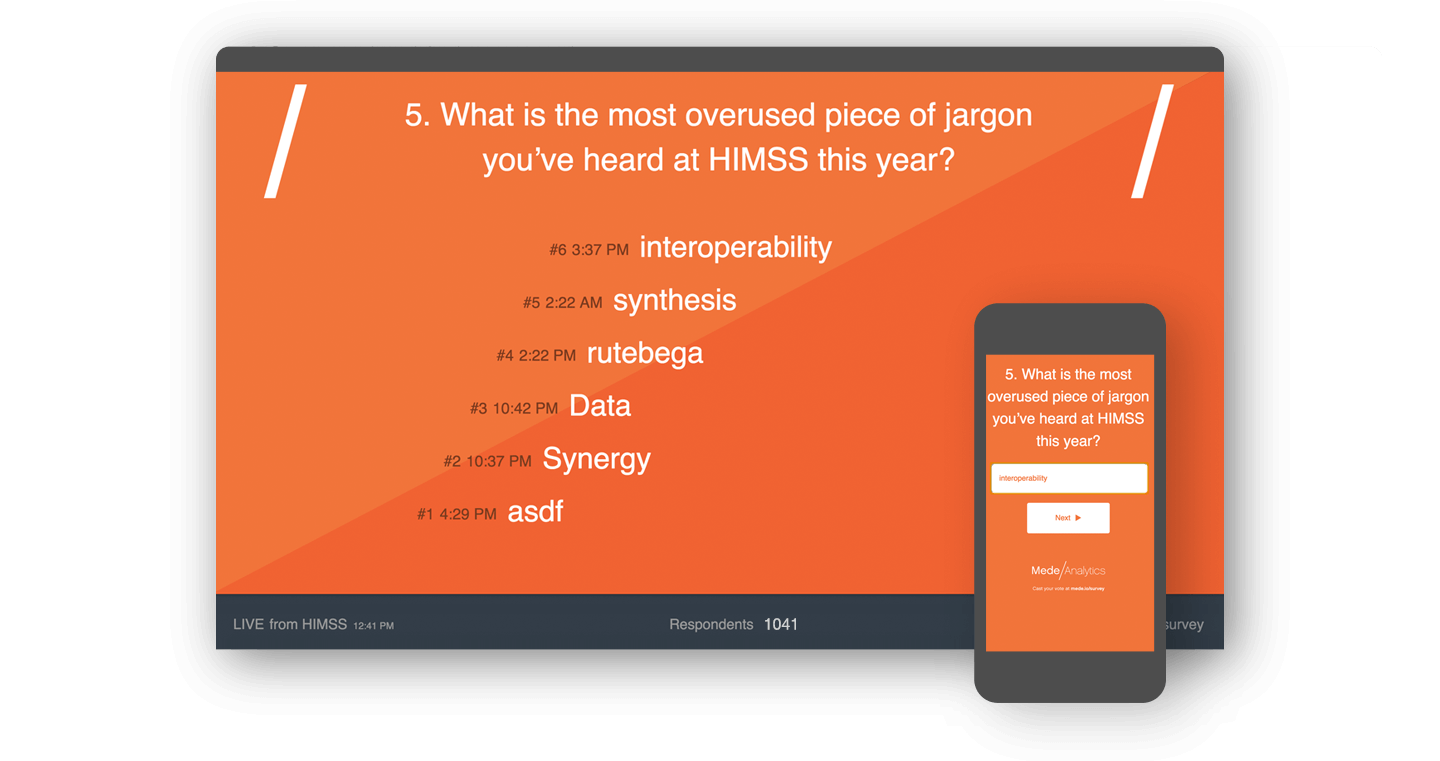 5. What is the most overused piece of jargon
you’ve heard at HIMSS this year?
#6 3:37 PM interoperability
#5 2:22 AM synthesis
#4 2:22 PM rutebega
#3 10:42 PM Data
#2 10:37 PM Synergy
#1 4:29 PM asdf
LIVE from HIMSS 12:41 PM
Respondents 1041
survey
5. What is the most
overused piece of jargon
you’ve heard at HIMSS
this year?
interoperability
Next
Mede/Analytics
Cast your vote at mede.io/survey